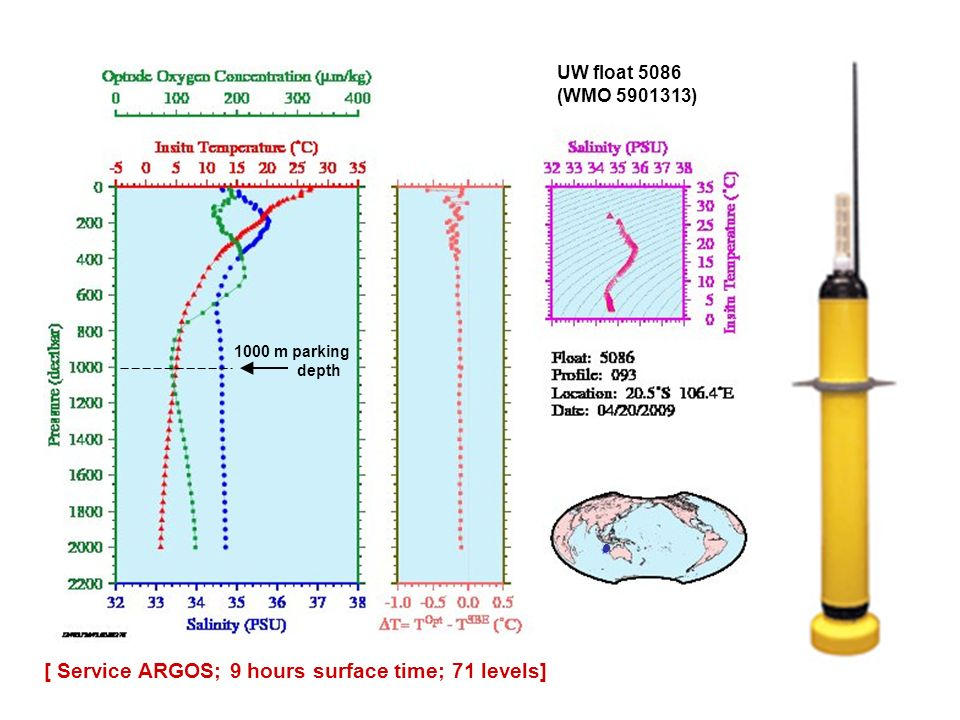 Optode Oxygen Concentration (µm/kg)
0 100 200 300 400
Insitu Temperature (°C)
-5 0 5 10 15 20 25 30 35
0
200
400
600
800
1000
1200
1400
1600
1800
2000
2200
Pressure (decibar)
1000 m parking
depth
32 33 34 35 36 37 38
Salinity (PSU)
-1.0 -0.5 0.0 0.5
ΔT= T^Opt - T^SBE (°C)
UW float 5086
(WMO 5901313)
Salinity (PSU)
32 33 34 35 36 37 38
35
30
25
20
15
10
5
0
Insitu Temperature (°C)
Float: 5086
Profile: 093
Location: 20.5°S 106.4°E
Date: 04/20/2009
[ Service ARGOS; 9 hours surface time; 71 levels]